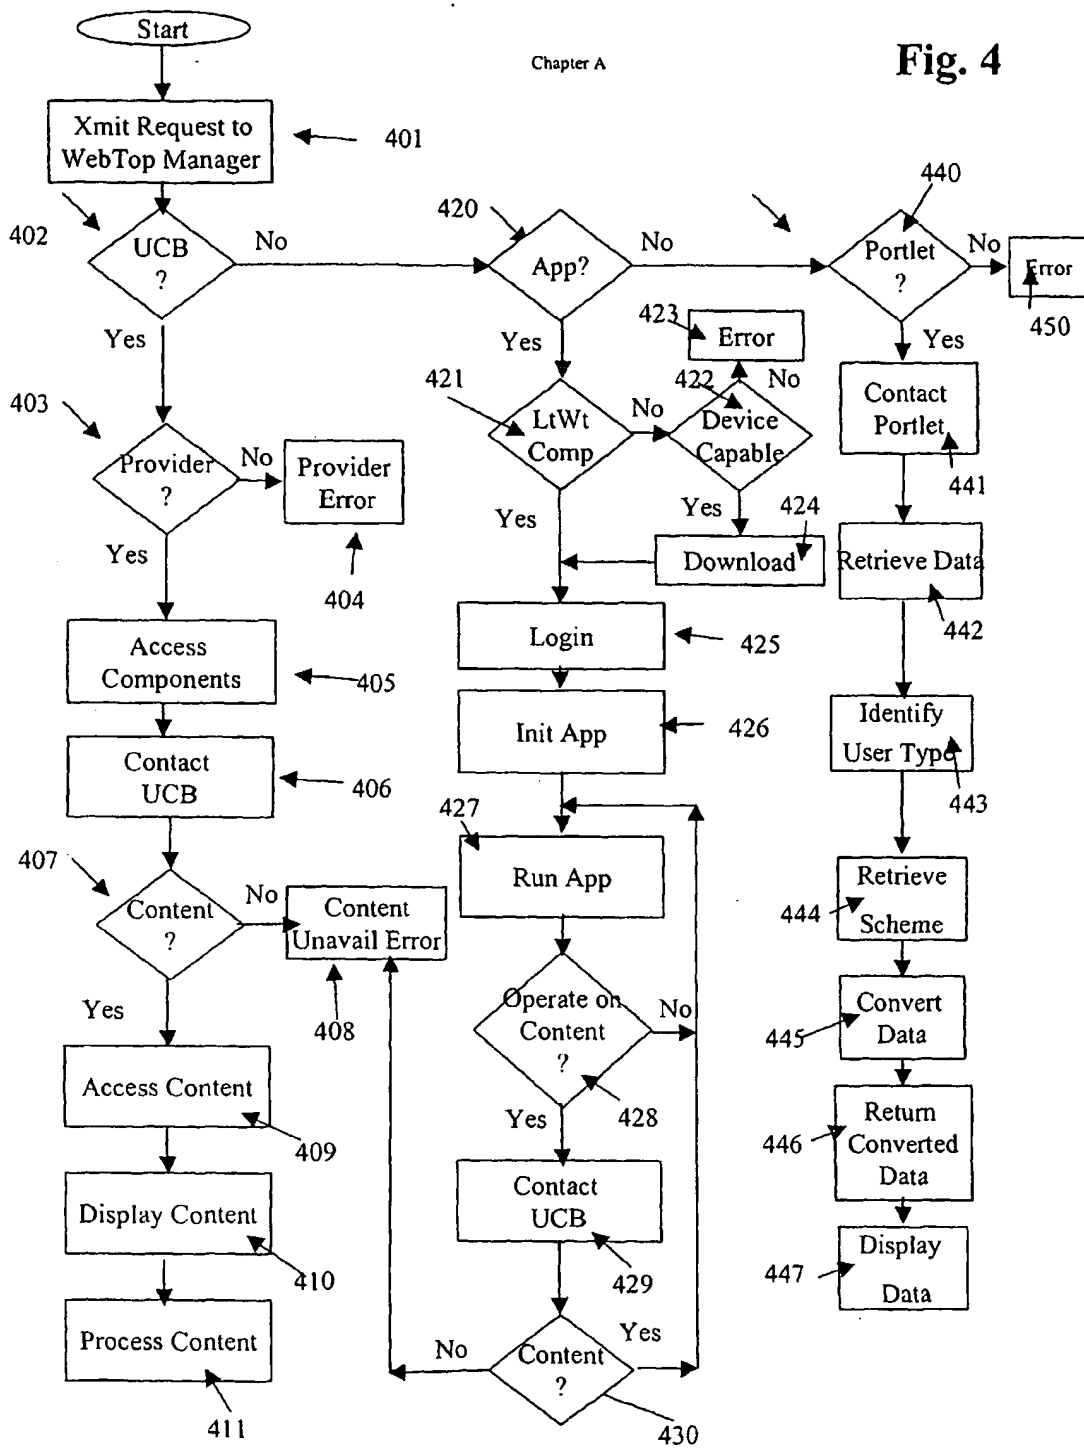 Start
Chapter A
Fig. 4
Xmit Request to
WebTop Manager
401
402
UCB
?
No
Yes
420
App?
No
Yes
440
Portlet
?
No
Error
450
Yes
403
Provider
?
No
Provider
Error
404
Yes
421
LtWt
Comp
No
Yes
423
Error
422
No
Device
Capable
Yes
424
Download
Contact
Portlet
441
Retrieve Data
442
Access
Components
405
Login
425
Contact
UCB
406
Init App
426
Identify
User Type
443
407
Content
?
No
Content
Unavail Error
408
Yes
427
Run App
Retrieve
Scheme
444
Operate on
Content
?
No
428
Yes
Convert
Data
445
Access Content
409
Return
Converted
Data
446
Display Content
410
Contact
UCB
429
Display
Data
447
Process Content
411
Content
?
No
Yes
430